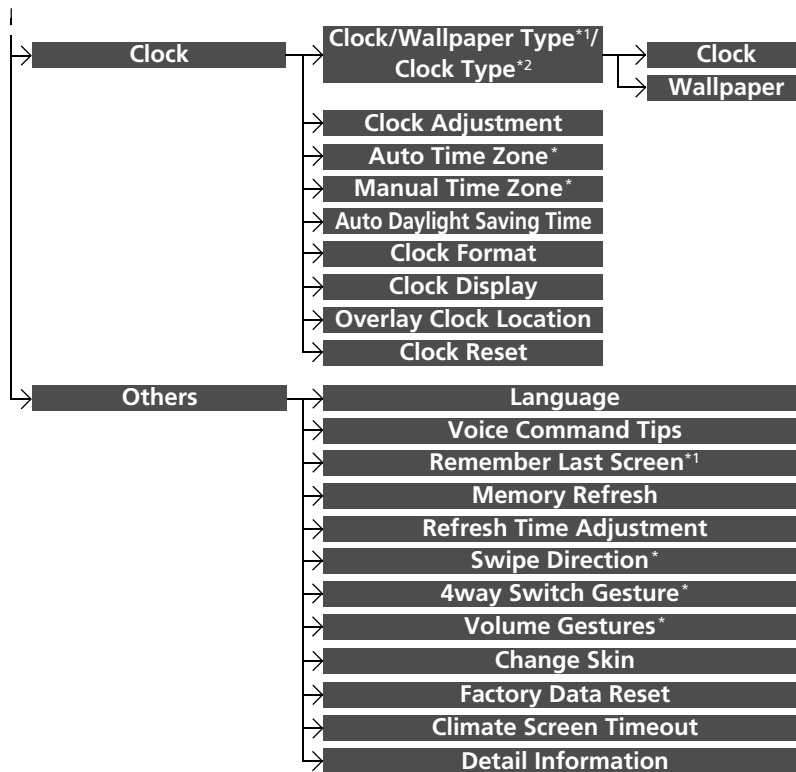 Clock
Clock/Wallpaper Type*1/
Clock Type*2
Clock
Wallpaper
Clock Adjustment
Auto Time Zone*
Manual Time Zone*
Auto Daylight Saving Time
Clock Format
Clock Display
Overlay Clock Location
Clock Reset
Others
Language
Voice Command Tips
Remember Last Screen*1
Memory Refresh
Refresh Time Adjustment
Swipe Direction*
4way Switch Gesture*
Volume Gestures*
Change Skin
Factory Data Reset
Climate Screen Timeout
Detail Information